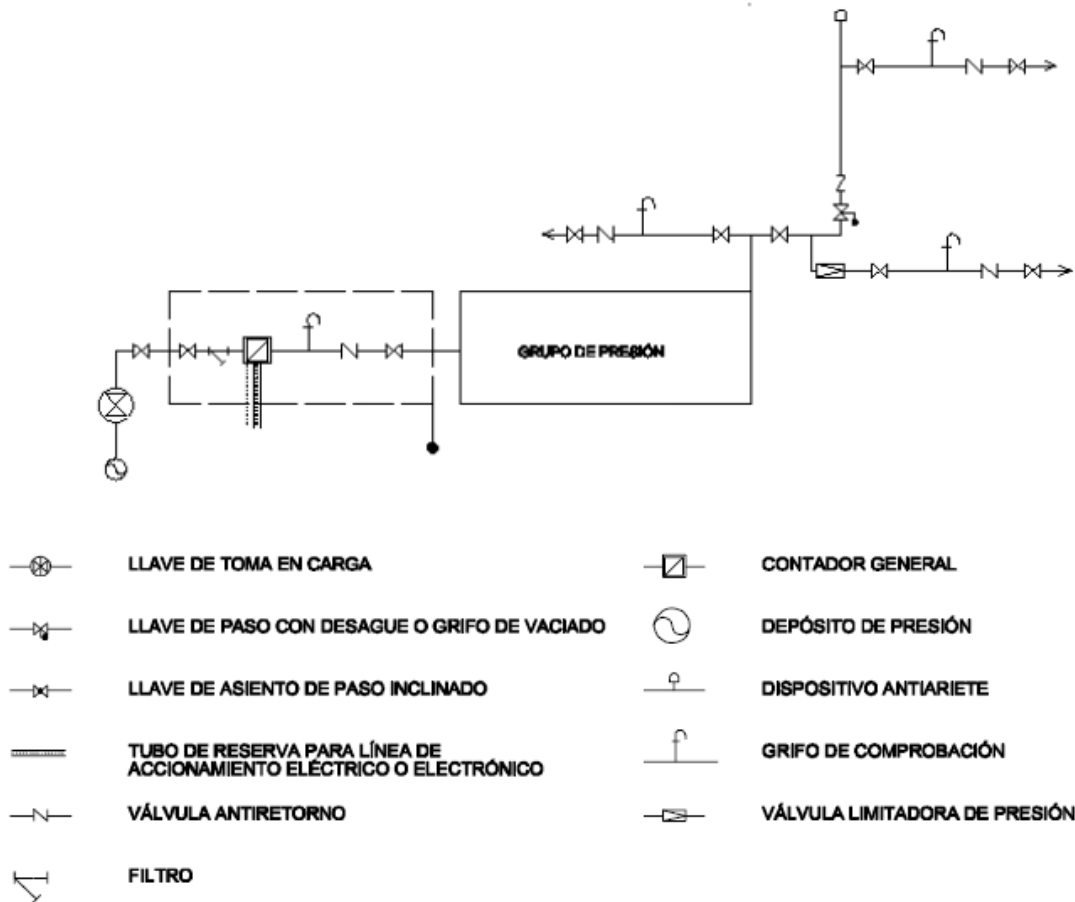 GRUPO DE PRESIÓN
LLAVE DE TOMA EN CARGA
LLAVE DE PASO CON DESAGUE O GRIFO DE VACIADO
LLAVE DE ASIENTO DE PASO INCLINADO
TUBO DE RESERVA PARA LÍNEA DE
ACCIONAMIENTO ELÉCTRICO O ELECTRÓNICO
VÁLVULA ANTIRETORNO
FILTRO
CONTADOR GENERAL
DEPÓSITO DE PRESIÓN
DISPOSITIVO ANTIARIETE
GRIFO DE COMPROBACIÓN
VÁLVULA LIMITADORA DE PRESIÓN